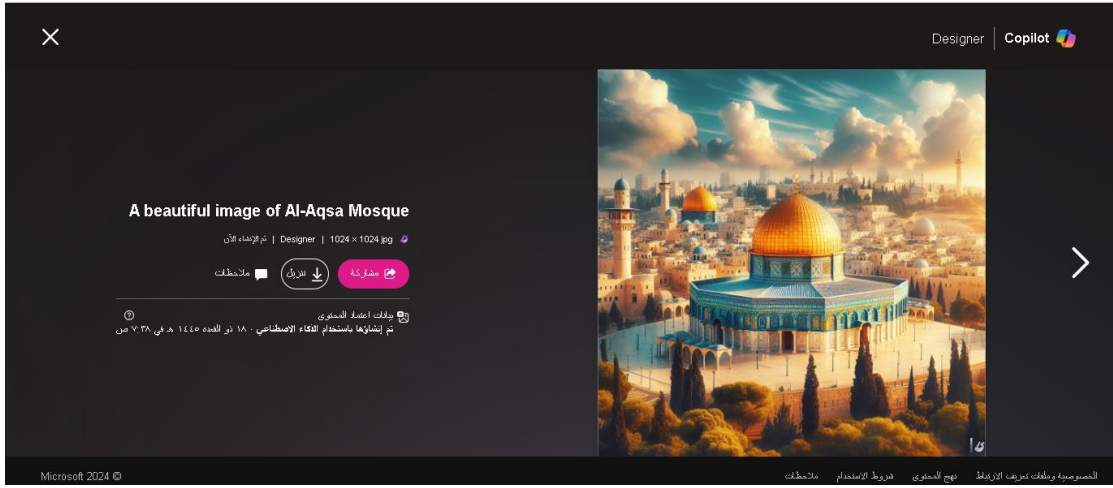 Designer | Copilot
A beautiful image of Al-Aqsa Mosque
تم الإنشاء الآن | Designer | 1024 × 1024 jpg
مشاركة
تنزيل
ملاحظات
بيانات اعتماد المحتوى
تم إنشاؤها باستخدام الذكاء الاصطناعي · ١٨ ذو القعدة ١٤٤٥ هـ في ٧:٣٨ ص
الخصوصية وملفات تعريف الارتباط نهج المحتوى شروط الاستخدام ملاحظات
Microsoft 2024 ©